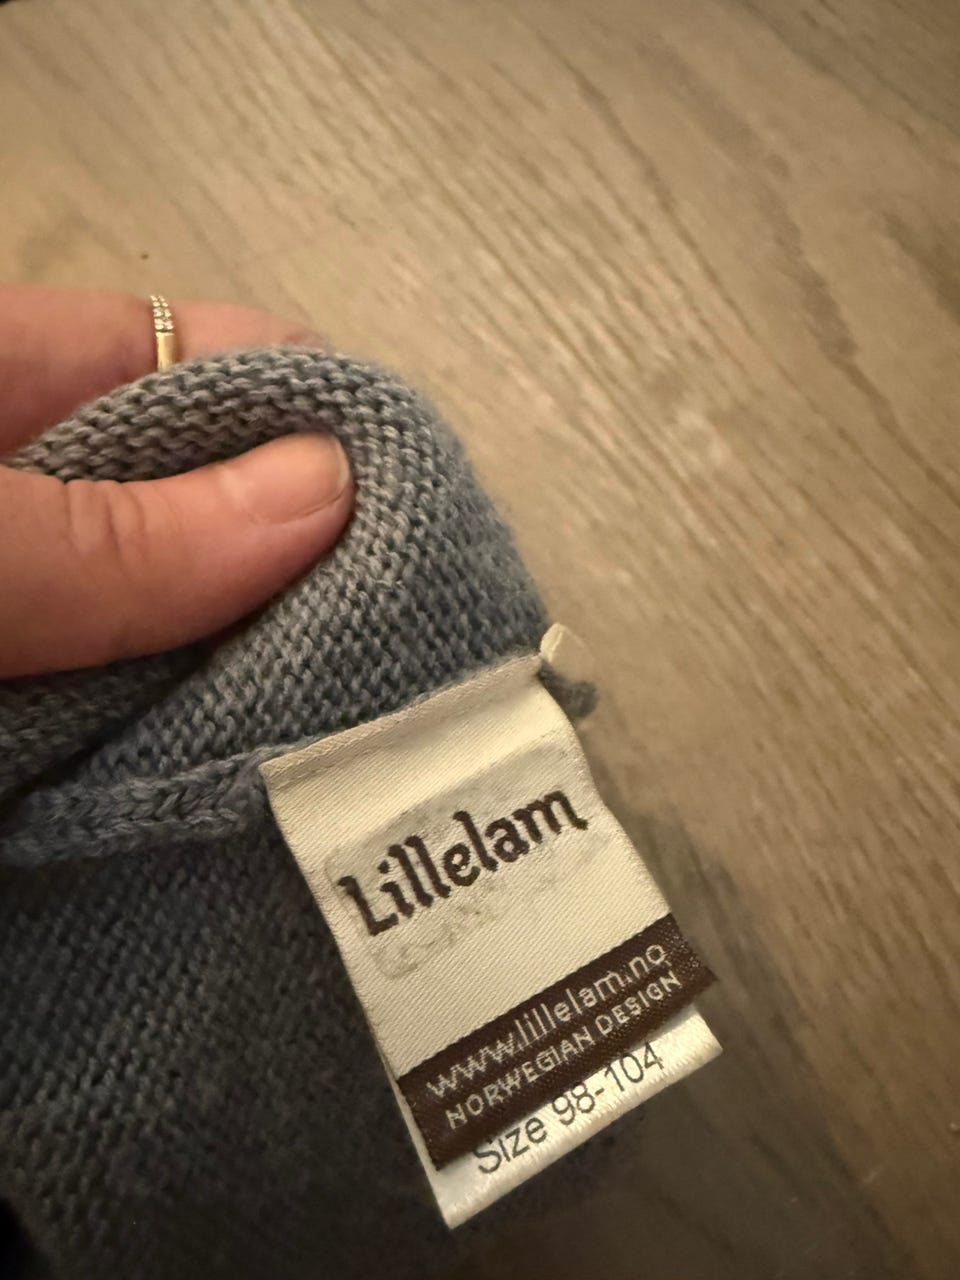 Lillelam
www.lillelam.no
NORWEGIAN DESIGN
Size 98-104